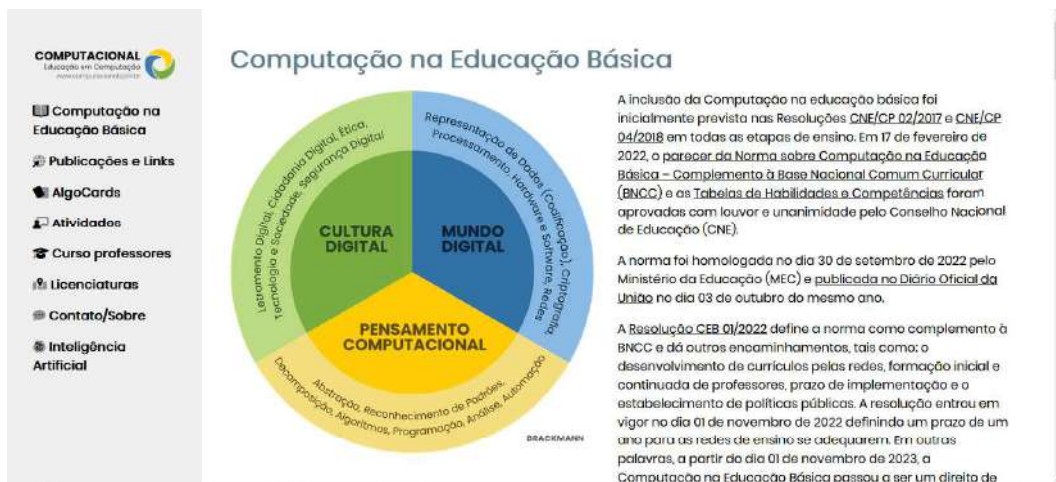 COMPUTACIONAL
Educação em Computação
www.computacional.com.br
Computação na
Educação Básica
Publicações e Links
AlgoCards
Atividades
Curso professores
Licenciaturas
Contato/Sobre
Inteligência
Artificial
Computação na Educação Básica
Letramento Digital, Cidadania Digital, Ética,
Tecnologia e Sociedade, Segurança Digital
Representação de Dados (Codificação), Criptografia,
Processamento, Hardware e Software, Redes
CULTURA
DIGITAL
MUNDO
DIGITAL
PENSAMENTO
COMPUTACIONAL
Abstração, Reconhecimento de Padrões,
Decomposição, Algoritmos, Programação, Análise, Automação
BRACKMANN
A inclusão da Computação na educação básica foi
inicialmente prevista nas Resoluções CNE/CP 02/2017 e CNE/CP
04/2018 em todas as etapas de ensino. Em 17 de fevereiro de
2022, o parecer da Norma sobre Computação na Educação
Básica – Complemento à Base Nacional Comum Curricular
(BNCC) e as Tabelas de Habilidades e Competências foram
aprovadas com louvor e unanimidade pelo Conselho Nacional
de Educação (CNE).
A norma foi homologada no dia 30 de setembro de 2022 pelo
Ministério da Educação (MEC) e publicada no Diário Oficial da
União no dia 03 de outubro do mesmo ano.
A Resolução CEB 01/2022 define a norma como complemento à
BNCC e dá outros encaminhamentos, tais como: o
desenvolvimento de currículos pelas redes, formação inicial e
continuada de professores, prazo de implementação e o
estabelecimento de políticas públicas. A resolução entrou em
vigor no dia 01 de novembro de 2022 definindo um prazo de um
ano para as redes de ensino se adequarem. Em outras
palavras, a partir do dia 01 de novembro de 2023, a
Computação na Educação Básica passou a ser um direito de